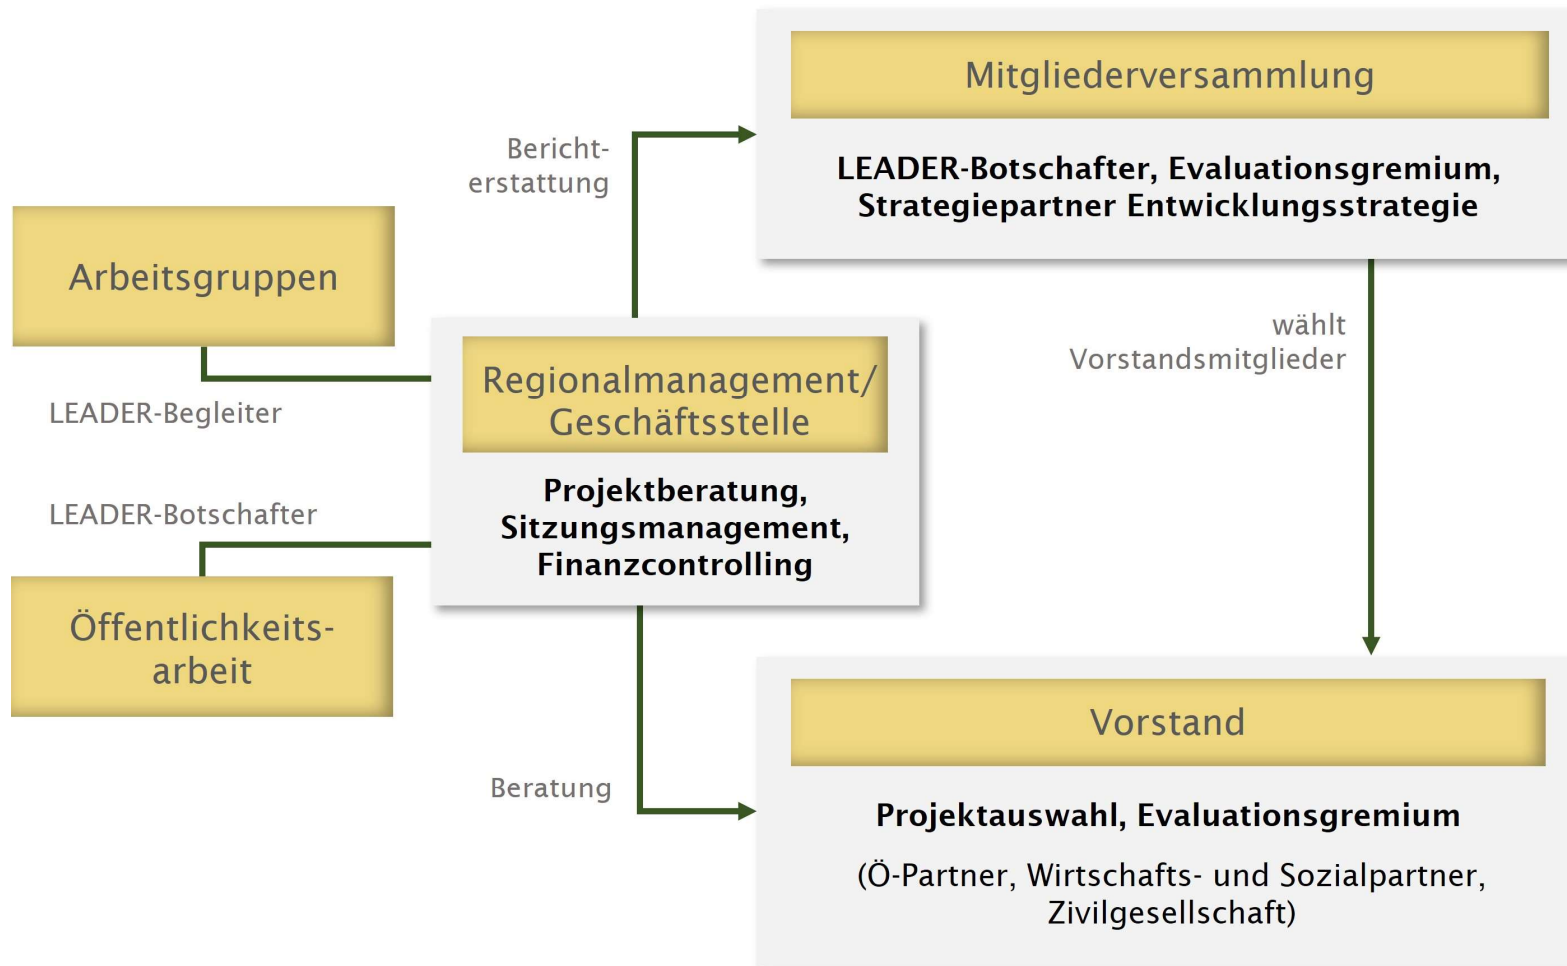 Mitgliederversammlung
LEADER-Botschafter, Evaluationsgremium,
Strategiepartner Entwicklungsstrategie
Bericht-
erstattung
Arbeitsgruppen
LEADER-Begleiter
wählt
Vorstandsmitglieder
Regionalmanagement/
Geschäftsstelle
Projektberatung,
Sitzungsmanagement,
Finanzcontrolling
LEADER-Botschafter
Öffentlichkeits-
arbeit
Beratung
Vorstand
Projektauswahl, Evaluationsgremium
(Ö-Partner, Wirtschafts- und Sozialpartner,
Zivilgesellschaft)